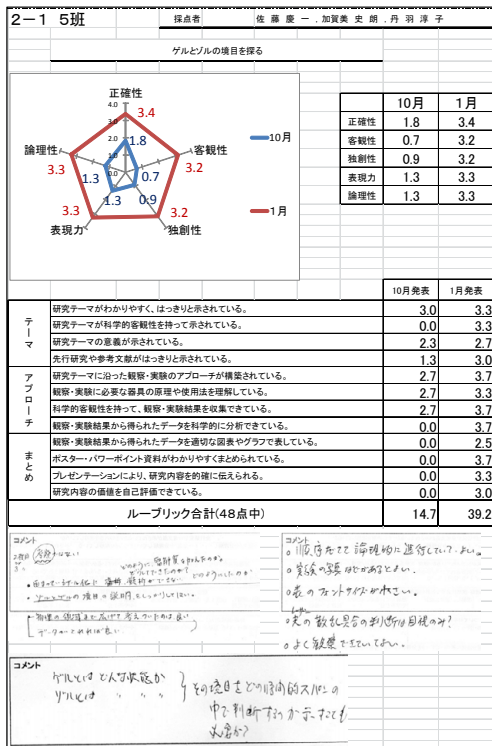 2－1 5班 採点者 佐藤慶一．加賀美史朗．丹羽淳子
ゲルとゾルの境目を探る
正確性
4.0
3.0
2.0
1.0
0.0
3.4
1.8
論理性
客観性
3.3
1.3
0.7
3.2
1.3
0.9
3.3
3.2
表現力
独創性
10月
1月
10月 1月
正確性 1.8 3.4
客観性 0.7 3.2
独創性 0.9 3.2
表現力 1.3 3.3
論理性 1.3 3.3
10月発表 1月発表
テーマ
研究テーマがわかりやすく、はっきりと示されている。 3.0 3.3
研究テーマが科学的客観性を持って示されている。 0.0 3.3
研究テーマの意義が示されている。 2.3 2.7
先行研究や参考文献がはっきりと示されている。 1.3 3.0
アプローチ
研究テーマに沿った観察・実験のアプローチが構築されている。 2.7 3.7
観察・実験に必要な器具の原理や使用法を理解している。 2.7 3.3
科学的客観性を持って、観察・実験結果を収集できている。 2.7 3.7
観察・実験結果から得られたデータを科学的に分析できている。 0.0 3.7
まとめ
観察・実験結果から得られたデータを適切な図表やグラフで表している。 0.0 2.5
ポスター・パワーポイント資料がわかりやすくまとめられている。 0.0 3.7
プレゼンテーションにより、研究内容を的確に伝えられる。 0.0 3.3
研究内容の価値を自己評価できている。 0.0 3.0
ルーブリック合計（48点中） 14.7 39.2
コメント
コメント
順序をたてて論理的に進行していてよい。
実験の写真などがあるとよい。
表のフォントサイズが小さい。
の散乱具合の判断は目視のみ?
よく観察できていてよい。
コメント
ゲルとは どんな状態か
ゾルとは 〃 〃 〃
その境目をどの時間的スパンの
中で判断するのか示すことも
必要か?